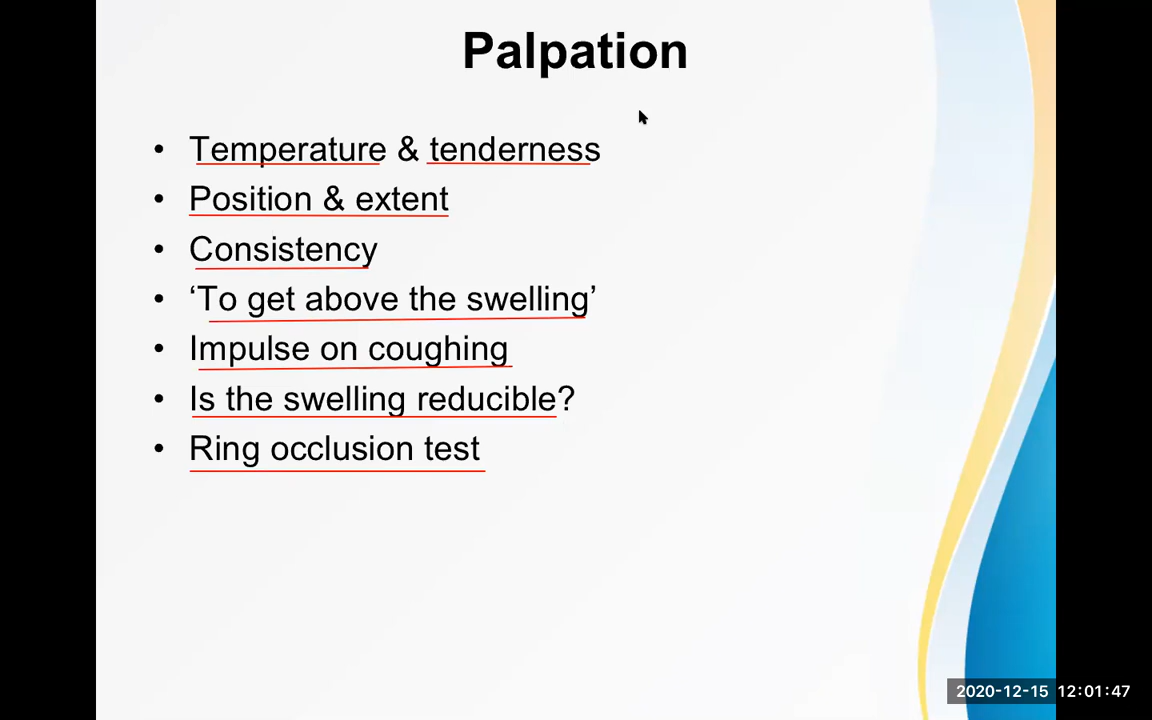 Palpation
• Temperature & tenderness
• Position & extent
• Consistency
• ‘To get above the swelling’
• Impulse on coughing
• Is the swelling reducible?
• Ring occlusion test
2020-12-15 12:01:47